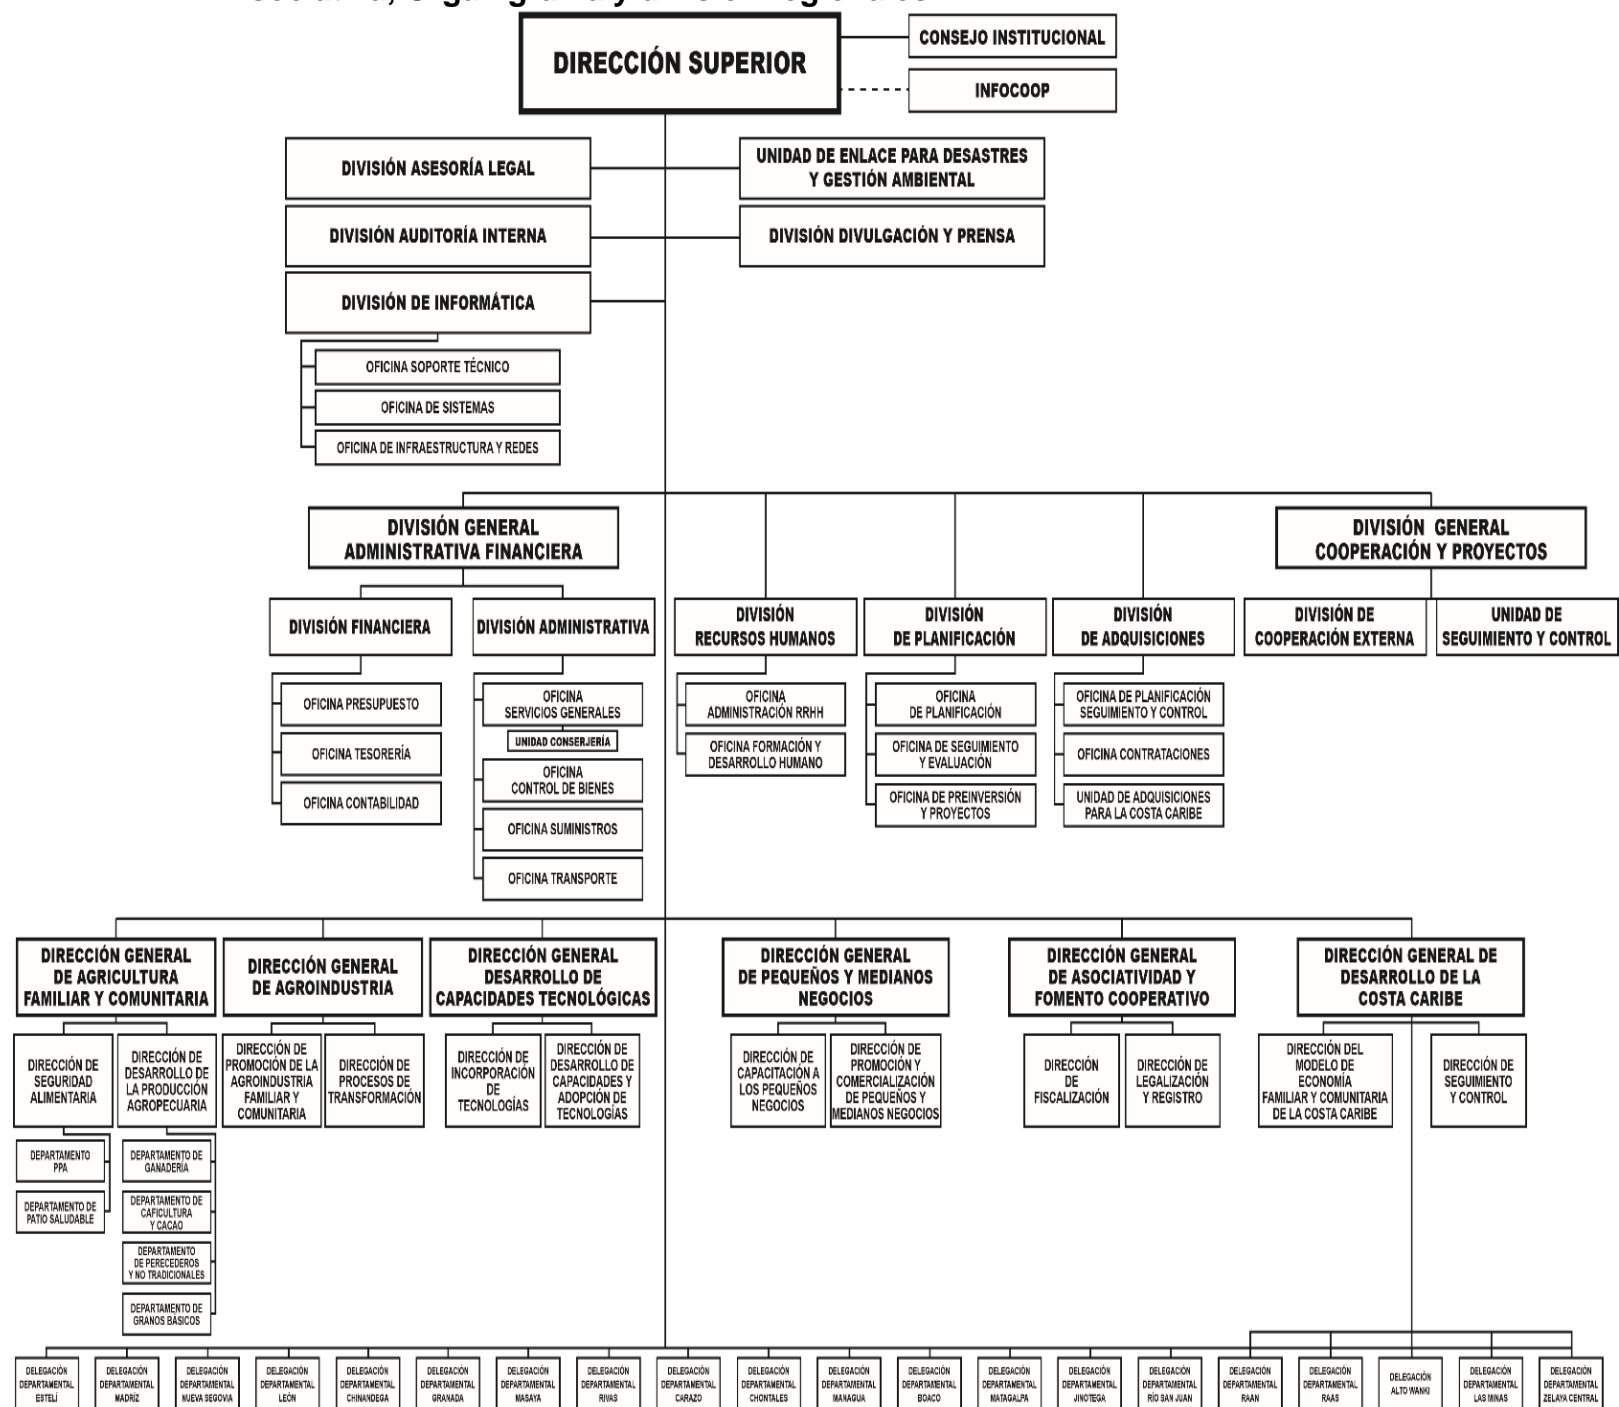 DIRECCIÓN SUPERIOR
CONSEJO INSTITUCIONAL
INFOCOOP
DIVISIÓN ASESORÍA LEGAL
UNIDAD DE ENLACE PARA DESASTRES
Y GESTIÓN AMBIENTAL
DIVISIÓN AUDITORÍA INTERNA
DIVISIÓN DIVULGACIÓN Y PRENSA
DIVISIÓN DE INFORMÁTICA
OFICINA SOPORTE TÉCNICO
OFICINA DE SISTEMAS
OFICINA DE INFRAESTRUCTURA Y REDES
DIVISIÓN GENERAL
ADMINISTRATIVA FINANCIERA
DIVISIÓN GENERAL
COOPERACIÓN Y PROYECTOS
DIVISIÓN FINANCIERA
DIVISIÓN ADMINISTRATIVA
DIVISIÓN
RECURSOS HUMANOS
DIVISIÓN
DE PLANIFICACIÓN
DIVISIÓN
DE ADQUISICIONES
DIVISIÓN DE
COOPERACIÓN EXTERNA
UNIDAD DE
SEGUIMIENTO Y CONTROL
OFICINA PRESUPUESTO
OFICINA TESORERÍA
OFICINA CONTABILIDAD
OFICINA
SERVICIOS GENERALES
UNIDAD CONSERJERÍA
OFICINA
CONTROL DE BIENES
OFICINA SUMINISTROS
OFICINA TRANSPORTE
OFICINA
ADMINISTRACIÓN RRHH
OFICINA FORMACIÓN Y
DESARROLLO HUMANO
OFICINA
DE PLANIFICACIÓN
OFICINA DE SEGUIMIENTO
Y EVALUACIÓN
OFICINA DE PREINVERSIÓN
Y PROYECTOS
OFICINA DE PLANIFICACIÓN
SEGUIMIENTO Y CONTROL
OFICINA CONTRATACIONES
UNIDAD DE ADQUISICIONES
PARA LA COSTA CARIBE
DIRECCIÓN GENERAL
DE AGRICULTURA
FAMILIAR Y COMUNITARIA
DIRECCIÓN GENERAL
DE AGROINDUSTRIA
DIRECCIÓN GENERAL
DESARROLLO DE
CAPACIDADES TECNOLÓGICAS
DIRECCIÓN GENERAL
DE PEQUEÑOS Y MEDIANOS
NEGOCIOS
DIRECCIÓN GENERAL
DE ASOCIATIVIDAD Y
FOMENTO COOPERATIVO
DIRECCIÓN GENERAL DE
DESARROLLO DE LA
COSTA CARIBE
DIRECCIÓN DE
SEGURIDAD
ALIMENTARIA
DIRECCIÓN DE
DESARROLLO DE
LA PRODUCCIÓN
AGROPECUARIA
DIRECCIÓN DE
PROMOCIÓN DE LA
AGROINDUSTRIA
FAMILIAR Y
COMUNITARIA
DIRECCIÓN DE
PROCESOS DE
TRANSFORMACIÓN
DIRECCIÓN DE
INCORPORACIÓN
DE
TECNOLOGÍAS
DIRECCIÓN DE
DESARROLLO DE
CAPACIDADES Y
ADOPCIÓN DE
TECNOLOGÍAS
DIRECCIÓN DE
CAPACITACIÓN A
LOS PEQUEÑOS
NEGOCIOS
DIRECCIÓN DE
PROMOCIÓN Y
COMERCIALIZACIÓN
DE PEQUEÑOS Y
MEDIANOS NEGOCIOS
DIRECCIÓN
DE
FISCALIZACIÓN
DIRECCIÓN DE
LEGALIZACIÓN
Y REGISTRO
DIRECCIÓN DEL
MODELO DE
ECONOMÍA
FAMILIAR Y COMUNITARIA
DE LA COSTA CARIBE
DIRECCIÓN DE
SEGUIMIENTO
Y CONTROL
DEPARTAMENTO
PPA
DEPARTAMENTO DE
PATIO SALUDABLE
DEPARTAMENTO DE
GANADERÍA
DEPARTAMENTO DE
CAFICULTURA
Y CACAO
DEPARTAMENTO
DE PERECEDEROS
Y NO TRADICIONALES
DEPARTAMENTO DE
GRANOS BÁSICOS
DELEGACIÓN
DEPARTAMENTAL
ESTELÍ
DELEGACIÓN
DEPARTAMENTAL
MADRÍZ
DELEGACIÓN
DEPARTAMENTAL
NUEVA SEGOVIA
DELEGACIÓN
DEPARTAMENTAL
LEÓN
DELEGACIÓN
DEPARTAMENTAL
CHINANDEGA
DELEGACIÓN
DEPARTAMENTAL
GRANADA
DELEGACIÓN
DEPARTAMENTAL
MASAYA
DELEGACIÓN
DEPARTAMENTAL
RIVAS
DELEGACIÓN
DEPARTAMENTAL
CARAZO
DELEGACIÓN
DEPARTAMENTAL
CHONTALES
DELEGACIÓN
DEPARTAMENTAL
MANAGUA
DELEGACIÓN
DEPARTAMENTAL
BOACO
DELEGACIÓN
DEPARTAMENTAL
MATAGALPA
DELEGACIÓN
DEPARTAMENTAL
JINOTEGA
DELEGACIÓN
DEPARTAMENTAL
RÍO SAN JUAN
DELEGACIÓN
DEPARTAMENTAL
RAAN
DELEGACIÓN
DEPARTAMENTAL
RAAS
DELEGACIÓN
ALTO WANKI
DELEGACIÓN
DEPARTAMENTAL
LAS MINAS
DELEGACIÓN
DEPARTAMENTAL
ZELAYA CENTRAL